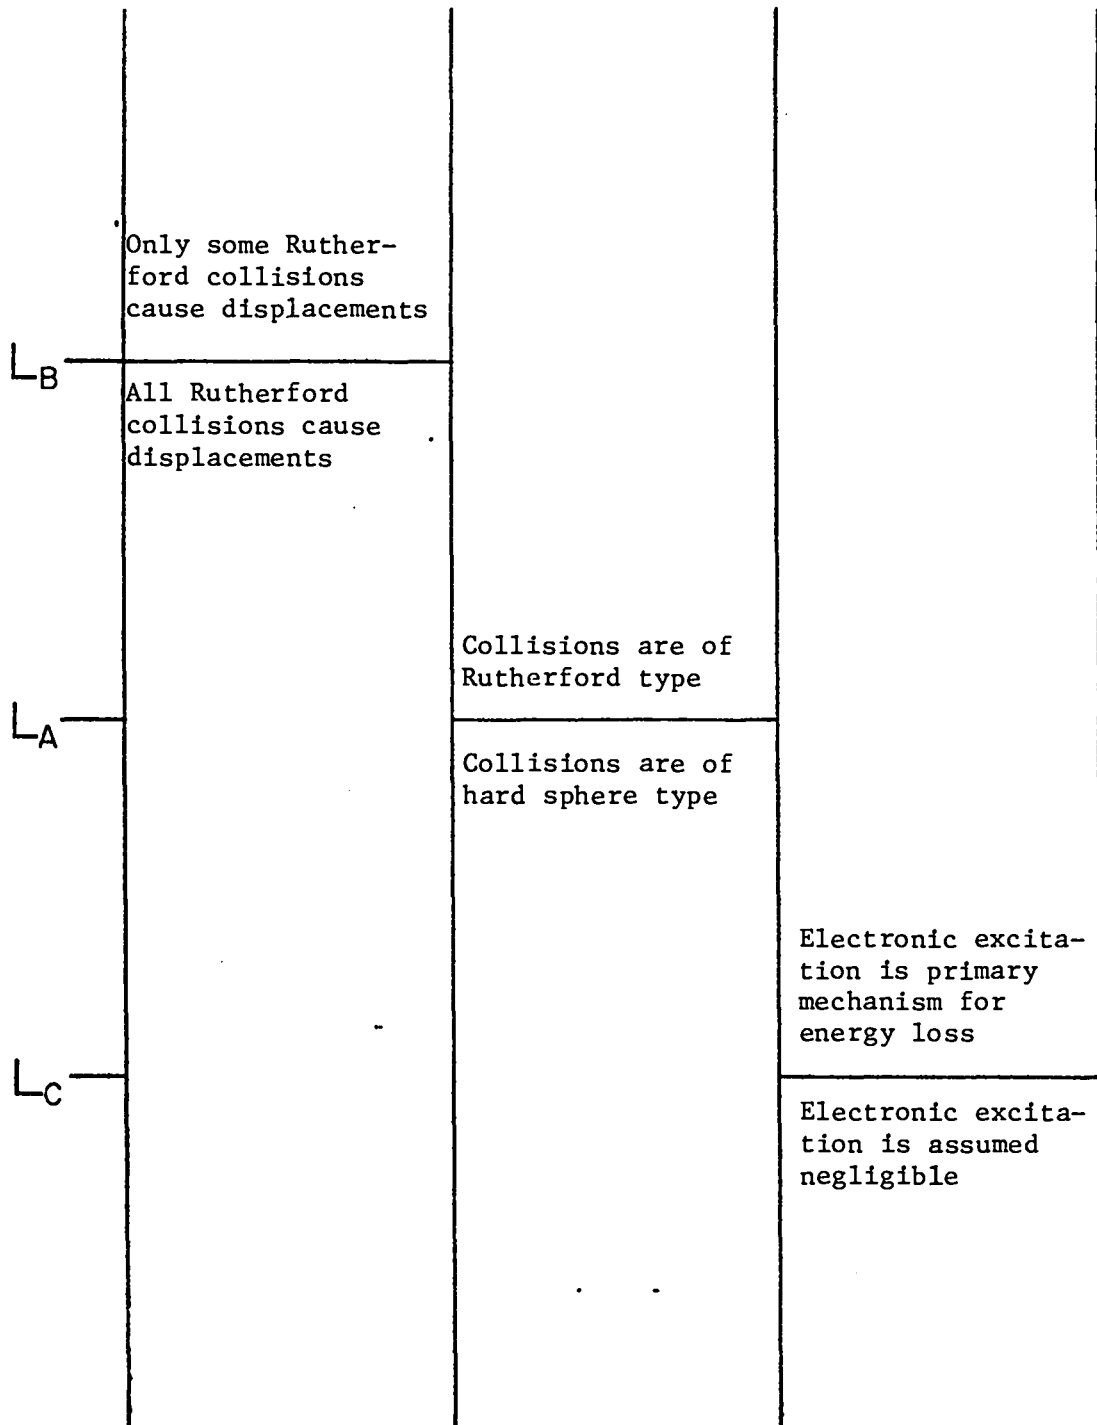 Only some Ruther-
ford collisions
cause displacements
L_B
All Rutherford
collisions cause
displacements
Collisions are of
Rutherford type
L_A
Collisions are of
hard sphere type
Electronic excita-
tion is primary
mechanism for
energy loss
L_C
Electronic excita-
tion is assumed
negligible